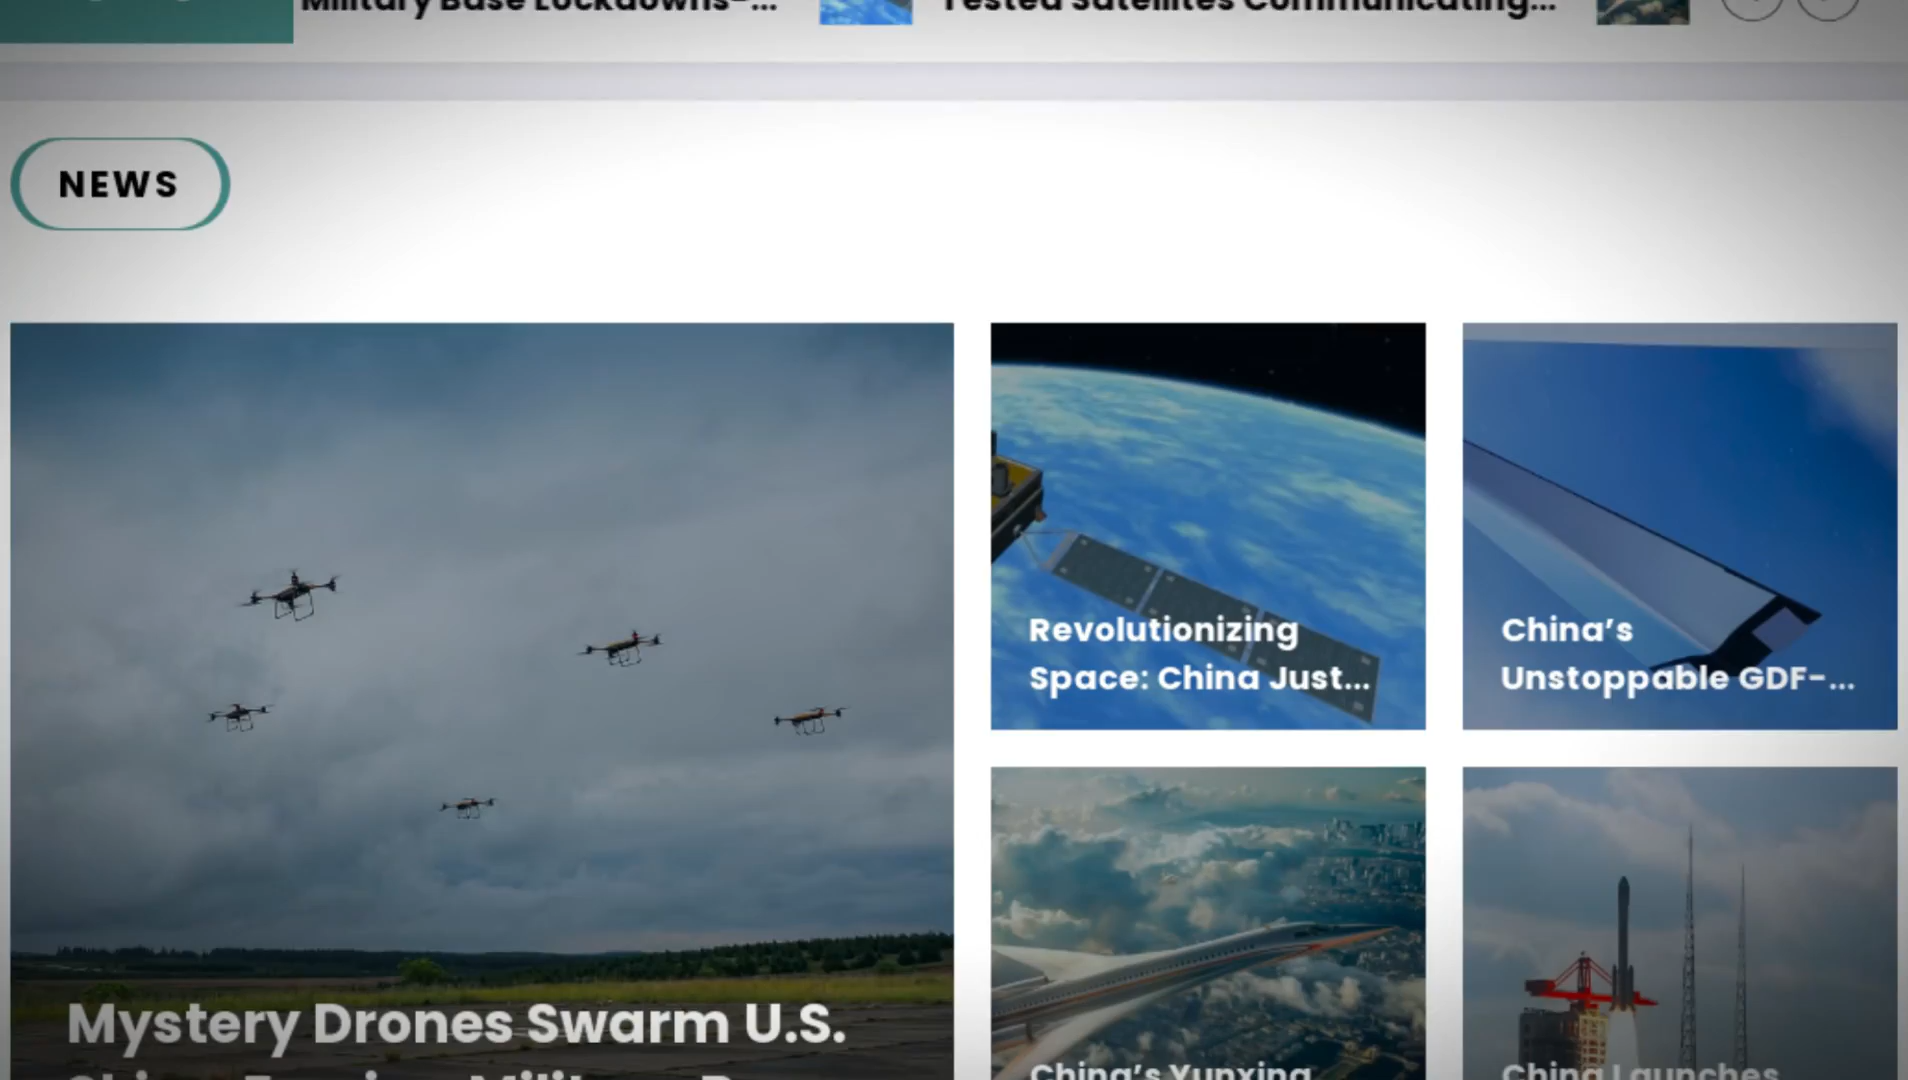 Military Base Lockdowns-...
Tested Satellites Communicating...
NEWS
Revolutionizing
Space: China Just...
China’s
Unstoppable GDF-...
Mystery Drones Swarm U.S.
China’s Yunxing
China Launches